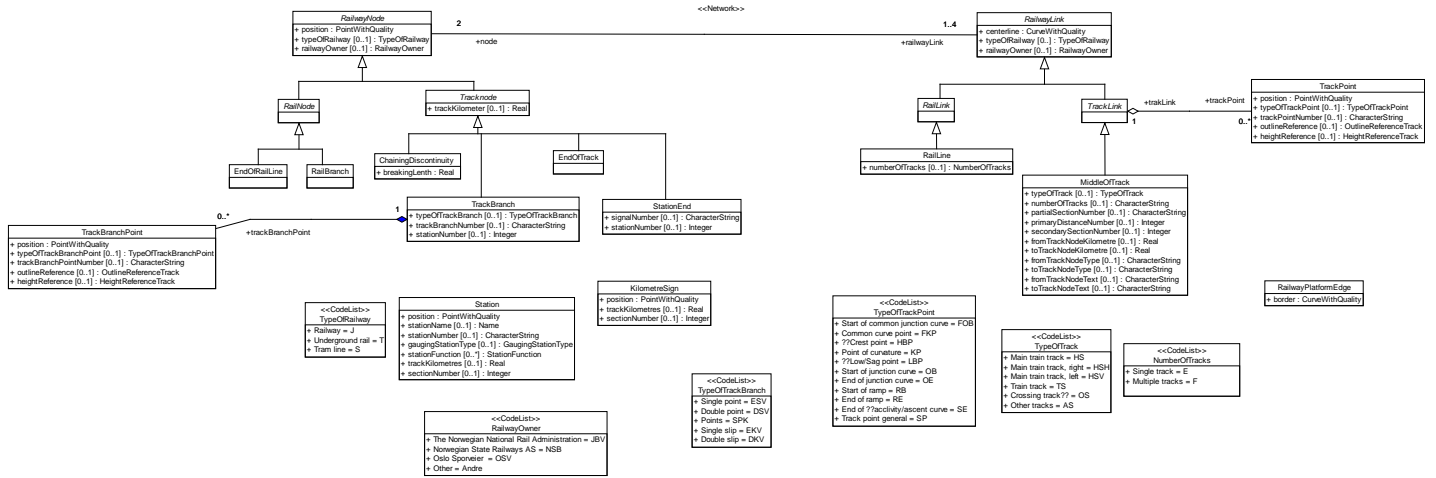 <<Network>>
RailwayNode
+ position : PointWithQuality
+ typeOfRailway [0..1] : TypeOfRailway
+ railwayOwner [0..1] : RailwayOwner
2
+node
1..4
+railwayLink
RailwayLink
+ centerline : CurveWithQuality
+ typeOfRailway [0..] : TypeOfRailway
+ railwayOwner [0..1] : RailwayOwner
RailNode
Tracknode
+ trackKilometer [0..1] : Real
RailLink
TrackLink
+trakLink
1
+trackPoint
0..*
TrackPoint
+ position : PointWithQuality
+ typeOfTrackPoint [0..1] : TypeOfTrackPoint
+ trackPointNumber [0..1] : CharacterString
+ outlineReference [0..1] : OutlineReferenceTrack
+ heightReference [0..1] : HeightReferenceTrack
EndOfRailLine
RailBranch
ChainingDiscontinuity
+ breakingLenth : Real
EndOfTrack
RailLine
+ numberOfTracks [0..1] : NumberOfTracks
MiddleOfTrack
+ typeOfTrack [0..1] : TypeOfTrack
+ numberOfTracks [0..1] : CharacterString
+ partialSectionNumber [0..1] : CharacterString
+ primaryDistanceNumber [0..1] : Integer
+ secondarySectionNumber [0..1] : Integer
+ fromTrackNodeKilometre [0..1] : Real
+ toTrackNodeKilometre [0..1] : Real
+ fromTrackNodeType [0..1] : CharacterString
+ toTrackNodeType [0..1] : CharacterString
+ fromTrackNodeText [0..1] : CharacterString
+ toTrackNodeText [0..1] : CharacterString
TrackBranch
+ typeOfTrackBranch [0..1] : TypeOfTrackBranch
+ trackBranchNumber [0..1] : CharacterString
+ stationNumber [0..1] : Integer
StationEnd
+ signalNumber [0..1] : CharacterString
+ stationNumber [0..1] : Integer
0..*
1
+trackBranchPoint
TrackBranchPoint
+ position : PointWithQuality
+ typeOfTrackBranchPoint [0..1] : TypeOfTrackBranchPoint
+ trackBranchPointNumber [0..1] : CharacterString
+ outlineReference [0..1] : OutlineReferenceTrack
+ heightReference [0..1] : HeightReferenceTrack
KilometreSign
+ position : PointWithQuality
+ trackKilometres [0..1] : Real
+ sectionNumber [0..1] : Integer
RailwayPlatformEdge
+ border : CurveWithQuality
<<CodeList>>
TypeOfRailway
+ Railway = J
+ Underground rail = T
+ Tram line = S
Station
+ position : PointWithQuality
+ stationName [0..1] : Name
+ stationNumber [0..1] : CharacterString
+ gaugingStationType [0..1] : GaugingStationType
+ stationFunction [0..*] : StationFunction
+ trackKilometres [0..1] : Real
+ sectionNumber [0..1] : Integer
<<CodeList>>
TypeOfTrackPoint
+ Start of common junction curve = FOB
+ Common curve point = FKP
+ ??Crest point = HBP
+ Point of curvature = KP
+ ??Low/Sag point = LBP
+ Start of junction curve = OB
+ End of junction curve = OE
+ Start of ramp = RB
+ End of ramp = RE
+ End of ??acclivity/ascent curve = SE
+ Track point general = SP
<<CodeList>>
TypeOfTrack
+ Main train track = HS
+ Main train track, right = HSH
+ Main train track, left = HSV
+ Train track = TS
+ Crossing track?? = OS
+ Other tracks = AS
<<CodeList>>
NumberOfTracks
+ Single track = E
+ Multiple tracks = F
<<CodeList>>
TypeOfTrackBranch
+ Single point = ESV
+ Double point = DSV
+ Points = SPK
+ Single slip = EKV
+ Double slip = DKV
<<CodeList>>
RailwayOwner
+ The Norwegian National Rail Administration = JBV
+ Norwegian State Railways AS = NSB
+ Oslo Sporveier = OSV
+ Other = Andre